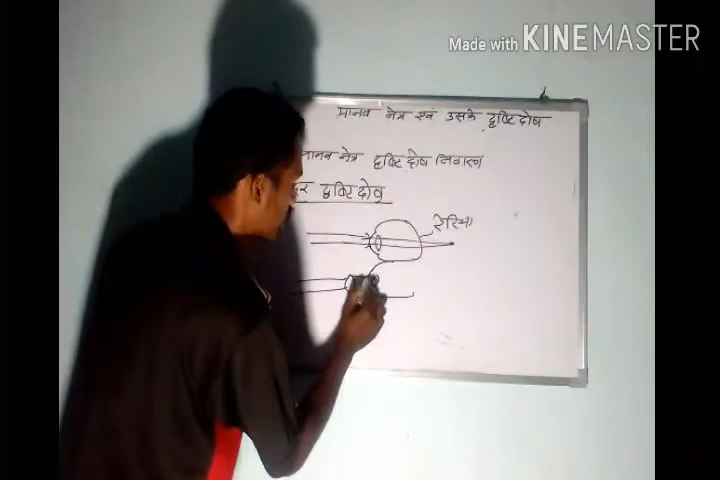 Made with KINEMASTER
मानव नेत्र एवं उसके दृष्टि दोष
मानव नेत्र दृष्टि दोष निवारण
दूर दृष्टि दोष